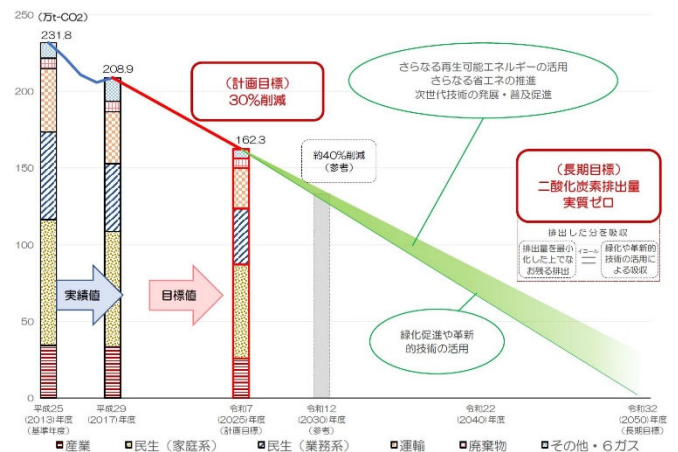 (万t-CO2)
250
200
150
100
50
0
231.8
208.9
162.3
(計画目標)
30%削減
さらなる再生可能エネルギーの活用
さらなる省エネの推進
次世代技術の発展・普及促進
約40%削減
(参考)
(長期目標)
二酸化炭素排出量
実質ゼロ
排出した分を吸収
排出量を最小
化した上でな
お残る排出
イコール
=
緑化や革新的
技術の活用に
よる吸収
実績値
目標値
緑化促進や革新
的技術の活用
平成25
(2013)年度
(基準年度)
平成29
(2017)年度
令和7
(2025)年度
(計画目標)
令和12
(2030)年度
(参考)
令和22
(2040)年度
令和32
(2050)年度
(長期目標)
産業
民生(家庭系)
民生(業務系)
運輸
廃棄物
その他・6ガス